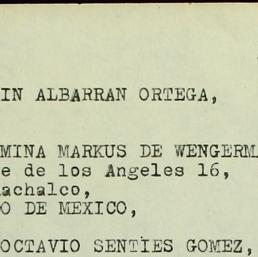 IN ALBARRAN ORTEGA,
MINA MARKUS DE WENGERM
e de los Angeles 16,
achalco,
O DE MEXICO,
OCTAVIO SENTIES GOMEZ,